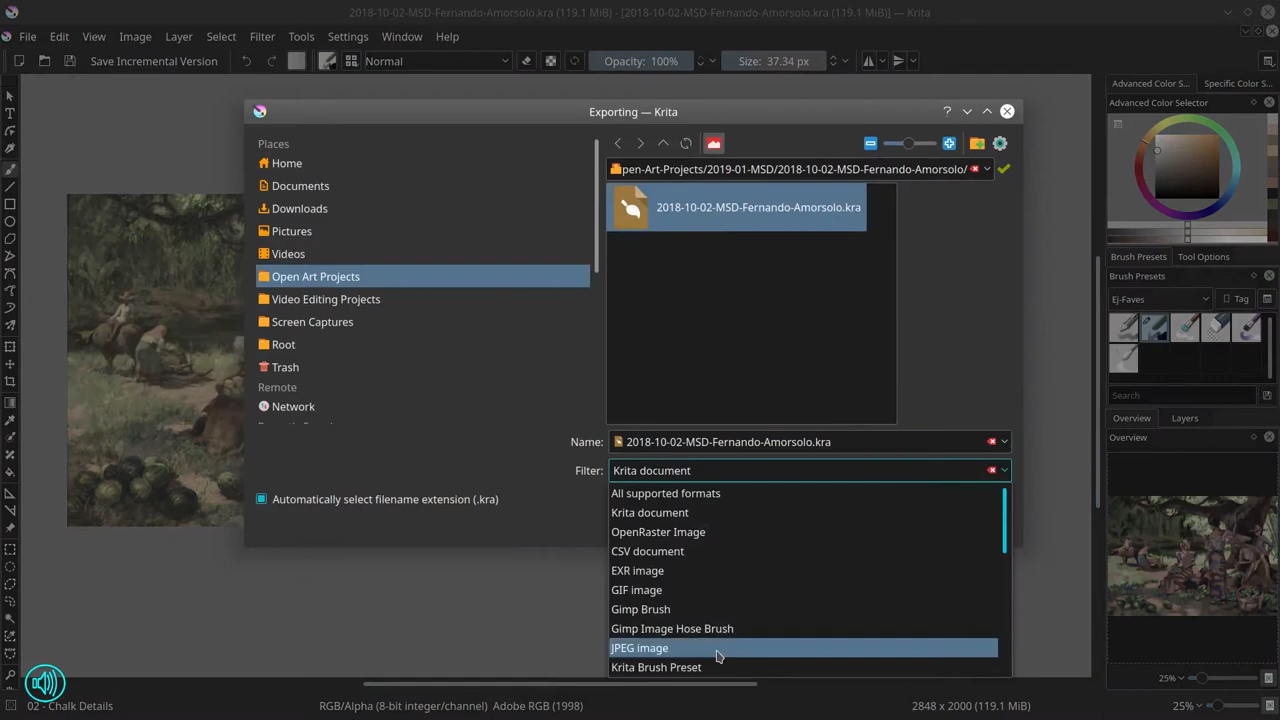 2018-10-02-MSD-Fernando-Amorsolo.kra (119.1 MiB) - [2018-10-02-MSD-Fernando-Amorsolo.kra (119.1 MiB)] — Krita
File Edit View Image Layer Select Filter Tools Settings Window Help
Save Incremental Version Normal Opacity: 100% Size: 37.34 px
Advanced Color S... Specific Color S...
Advanced Color Selector
Exporting — Krita
Places
Home
Documents
Downloads
Pictures
Videos
Open Art Projects
Video Editing Projects
Screen Captures
Root
Trash
Remote
Network
pen-Art-Projects/2019-01-MSD/2018-10-02-MSD-Fernando-Amorsolo/
2018-10-02-MSD-Fernando-Amorsolo.kra
Name: 2018-10-02-MSD-Fernando-Amorsolo.kra
Filter: Krita document
Automatically select filename extension (.kra)
All supported formats
Krita document
OpenRaster Image
CSV document
EXR image
GIF image
Gimp Brush
Gimp Image Hose Brush
JPEG image
Krita Brush Preset
Brush Presets Tool Options
Brush Presets
Ej-Faves Tag
Search
Overview Layers
Overview
25%
02 - Chalk Details RGB/Alpha (8-bit integer/channel) Adobe RGB (1998) 2848 x 2000 (119.1 MiB) 25%